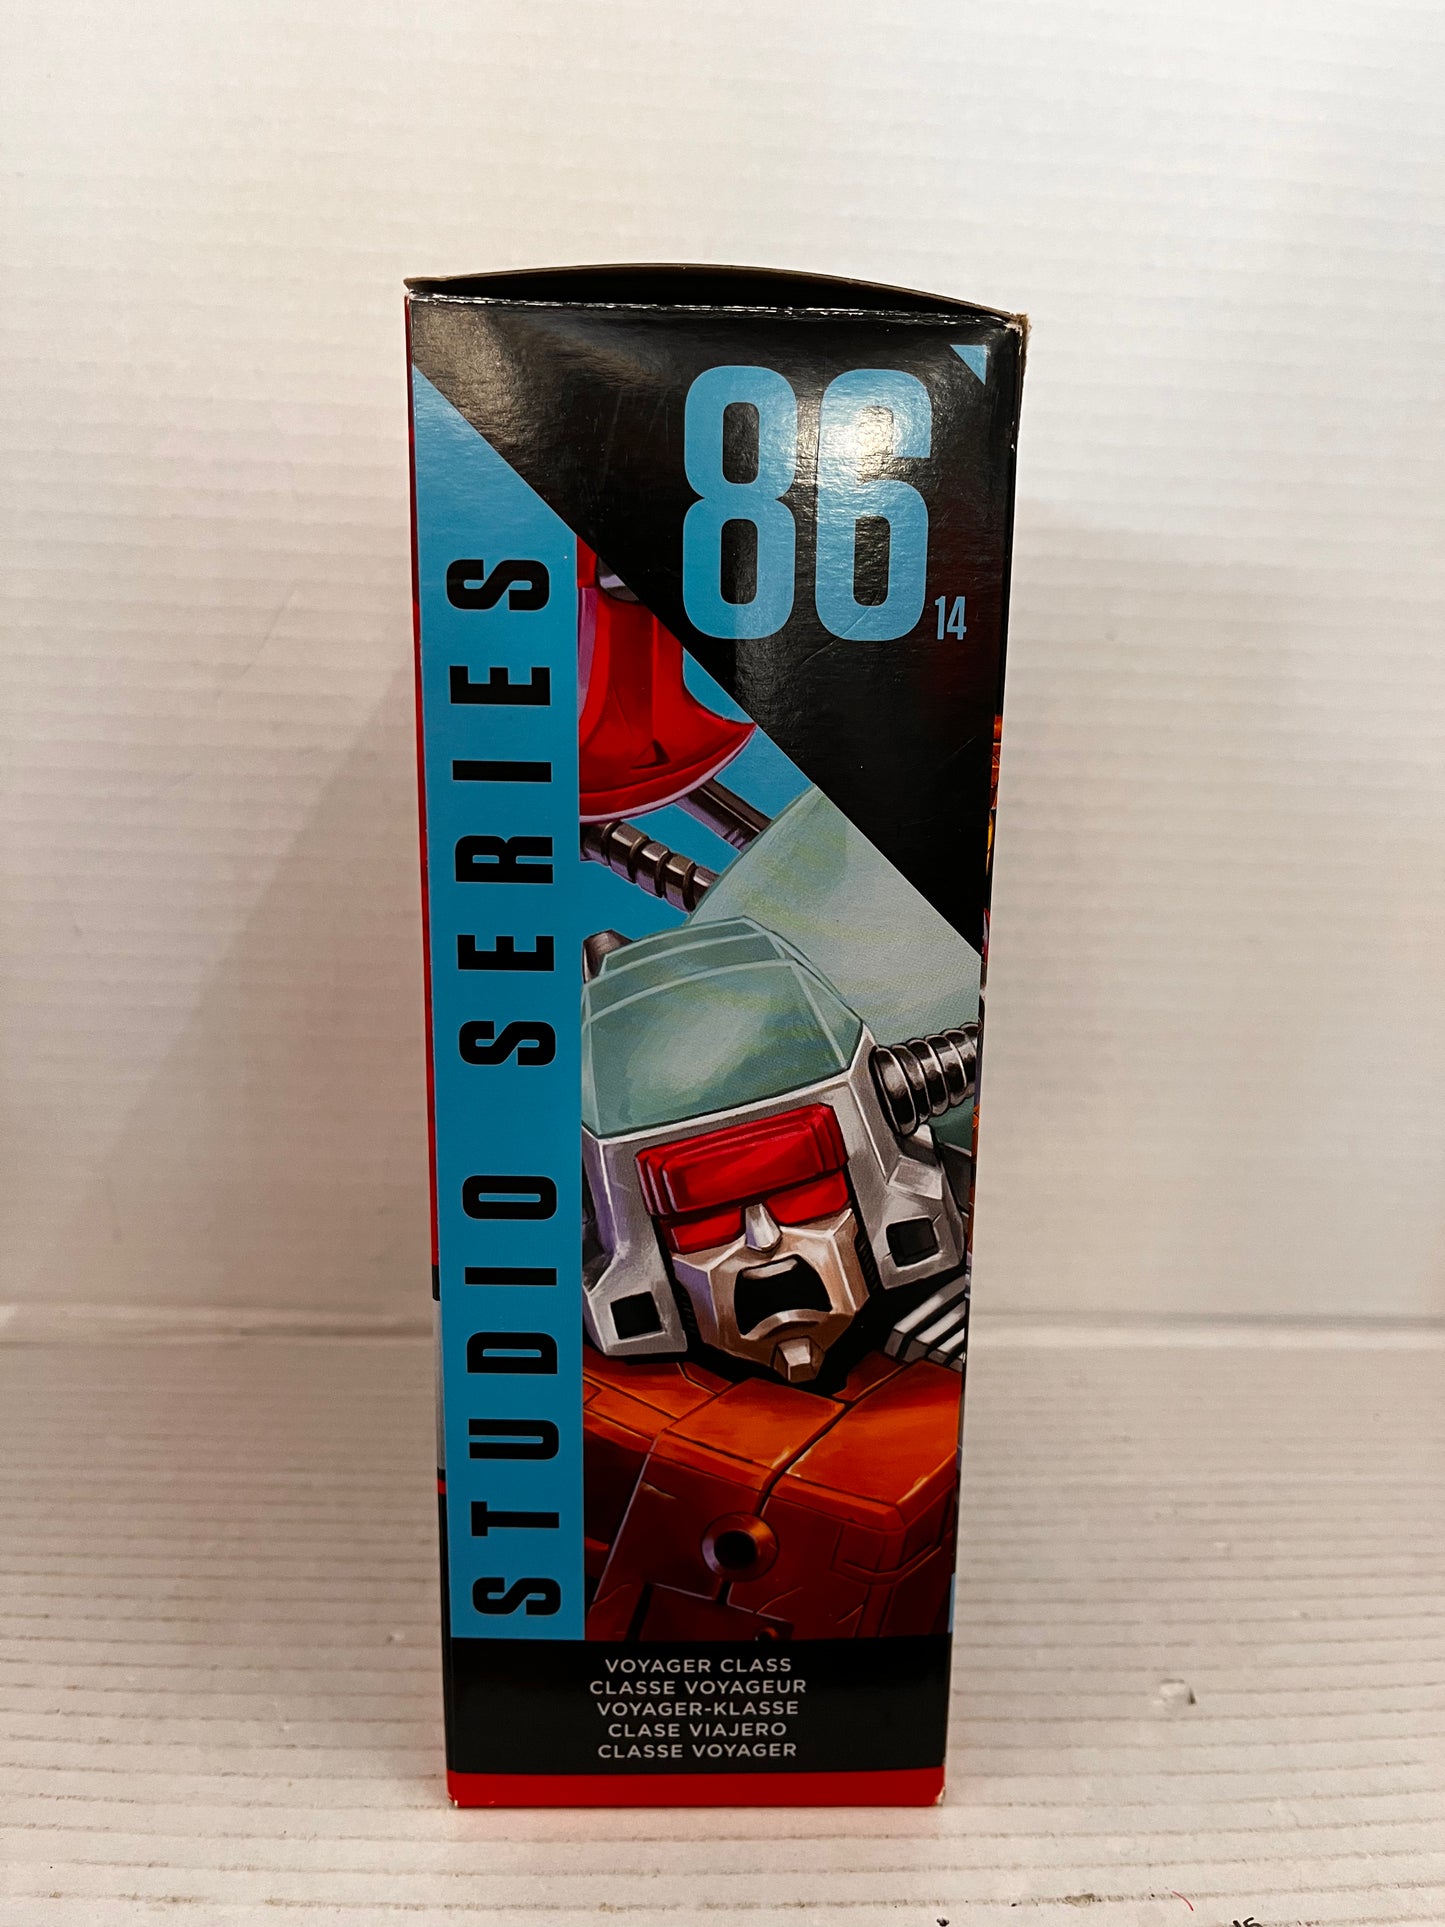 86
14
STUDIO SERIES
VOYAGER CLASS
CLASSE VOYAGEUR
VOYAGER-KLASSE
CLASE VIAJERO
CLASSE VOYAGER